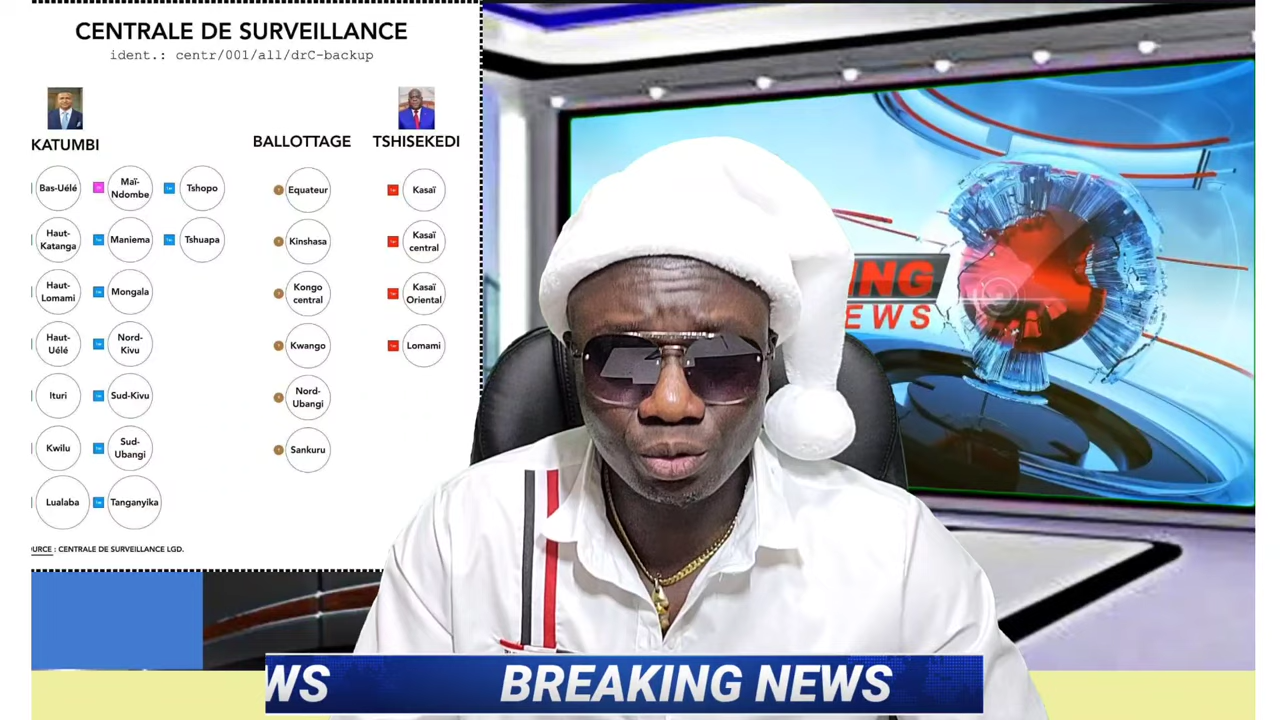 CENTRALE DE SURVEILLANCE
ident.: centr/001/all/drC-backup
KATUMBI
BALLOTTAGE
TSHISEKEDI
Bas-Uélé
Maï-
Ndombe
Tshopo
Equateur
Kasaï
Haut-
Katanga
Maniema
Tshuapa
Kinshasa
Kasaï
central
Haut-
Lomami
Mongala
Kongo
central
Kasaï
Oriental
Haut-
Uélé
Nord-
Kivu
Kwango
Lomami
Ituri
Sud-Kivu
Nord-
Ubangi
Kwilu
Sud-
Ubangi
Sankuru
Lualaba
Tanganyika
OURCE : CENTRALE DE SURVEILLANCE LGD.
ING
EWS
WS BREAKING NEWS